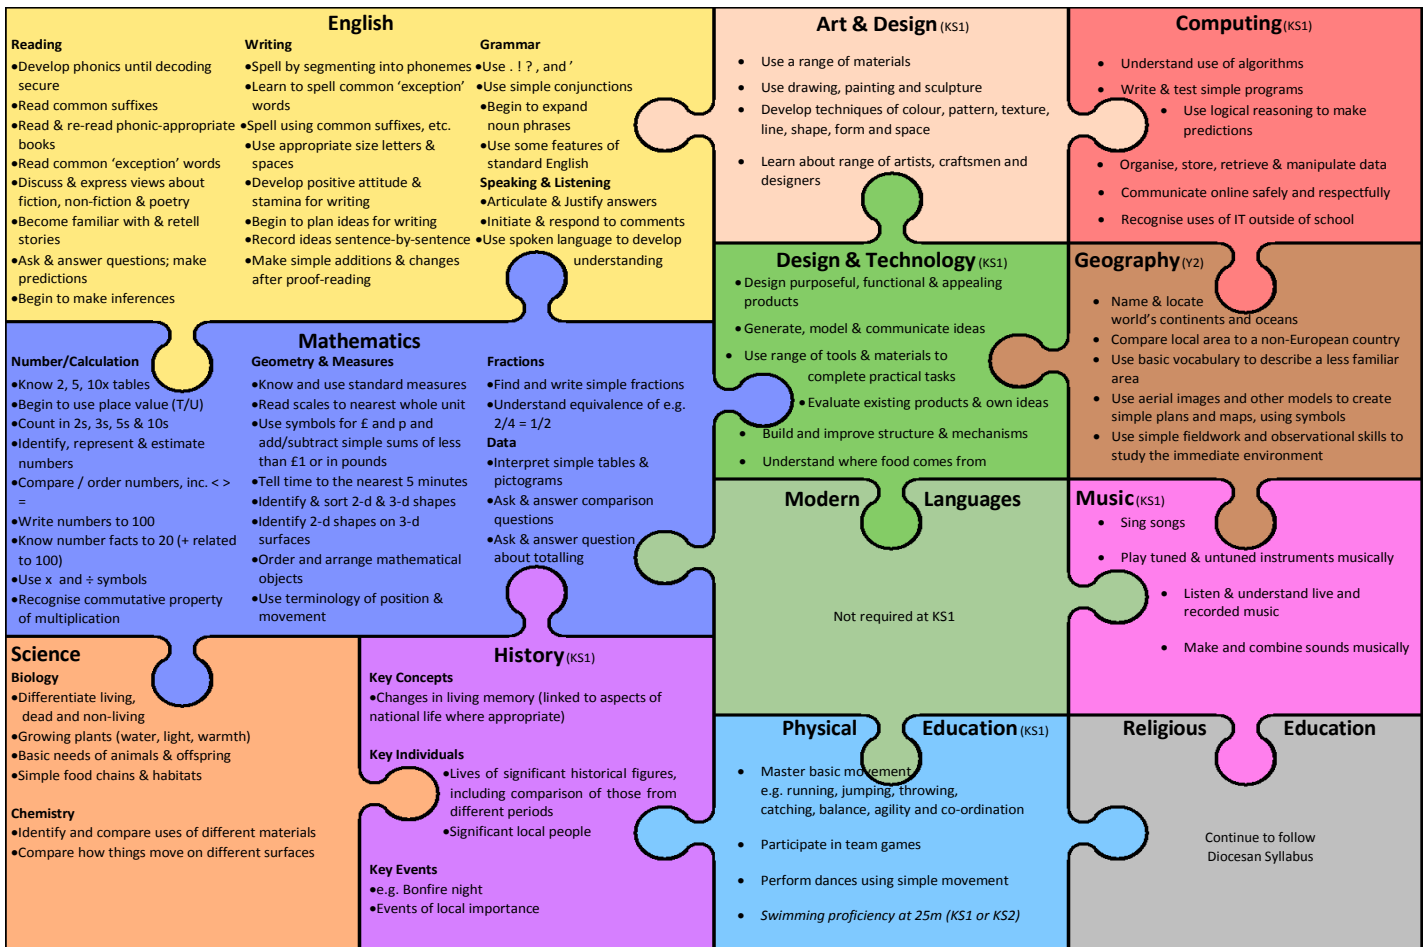 English
Reading
•Develop phonics until decoding
secure
•Read common suffixes
•Read & re-read phonic-appropriate
books
•Read common ‘exception’ words
•Discuss & express views about
fiction, non-fiction & poetry
•Become familiar with & retell
stories
•Ask & answer questions; make
predictions
•Begin to make inferences
Writing
•Spell by segmenting into phonemes
•Learn to spell common ‘exception’
words
•Spell using common suffixes, etc.
•Use appropriate size letters &
spaces
•Develop positive attitude &
stamina for writing
•Begin to plan ideas for writing
•Record ideas sentence-by-sentence
•Make simple additions & changes
after proof-reading
Grammar
•Use . ! ? , and ’
•Use simple conjunctions
•Begin to expand
noun phrases
•Use some features of
standard English
Speaking & Listening
•Articulate & Justify answers
•Initiate & respond to comments
•Use spoken language to develop
understanding
Art & Design (KS1)
• Use a range of materials
• Use drawing, painting and sculpture
• Develop techniques of colour, pattern, texture,
line, shape, form and space
• Learn about range of artists, craftsmen and
designers
Computing (KS1)
• Understand use of algorithms
• Write & test simple programs
• Use logical reasoning to make
predictions
• Organise, store, retrieve & manipulate data
• Communicate online safely and respectfully
• Recognise uses of IT outside of school
Mathematics
Number/Calculation
•Know 2, 5, 10x tables
•Begin to use place value (T/U)
•Count in 2s, 3s, 5s & 10s
•Identify, represent & estimate
numbers
•Compare / order numbers, inc. < >
=
•Write numbers to 100
•Know number facts to 20 (+ related
to 100)
•Use x and ÷ symbols
•Recognise commutative property
of multiplication
Geometry & Measures
•Know and use standard measures
•Read scales to nearest whole unit
•Use symbols for £ and p and
add/subtract simple sums of less
than £1 or in pounds
•Tell time to the nearest 5 minutes
•Identify & sort 2-d & 3-d shapes
•Identify 2-d shapes on 3-d
surfaces
•Order and arrange mathematical
objects
•Use terminology of position &
movement
Fractions
•Find and write simple fractions
•Understand equivalence of e.g.
2/4 = 1/2
Data
•Interpret simple tables &
pictograms
•Ask & answer comparison
questions
•Ask & answer question
about totalling
Design & Technology (KS1)
• Design purposeful, functional & appealing
products
• Generate, model & communicate ideas
• Use range of tools & materials to
complete practical tasks
• Evaluate existing products & own ideas
• Build and improve structure & mechanisms
• Understand where food comes from
Geography (Y2)
• Name & locate
world’s continents and oceans
• Compare local area to a non-European country
• Use basic vocabulary to describe a less familiar
area
• Use aerial images and other models to create
simple plans and maps, using symbols
• Use simple fieldwork and observational skills to
study the immediate environment
Modern Languages
Not required at KS1
Music (KS1)
• Sing songs
• Play tuned & untuned instruments musically
• Listen & understand live and
recorded music
• Make and combine sounds musically
Science
Biology
•Differentiate living,
dead and non-living
•Growing plants (water, light, warmth)
•Basic needs of animals & offspring
•Simple food chains & habitats
Chemistry
•Identify and compare uses of different materials
•Compare how things move on different surfaces
History (KS1)
Key Concepts
•Changes in living memory (linked to aspects of
national life where appropriate)
Key Individuals
•Lives of significant historical figures,
including comparison of those from
different periods
•Significant local people
Key Events
•e.g. Bonfire night
•Events of local importance
Physical Education (KS1)
• Master basic movement,
e.g. running, jumping, throwing,
catching, balance, agility and co-ordination
• Participate in team games
• Perform dances using simple movement
• Swimming proficiency at 25m (KS1 or KS2)
Religious Education
Continue to follow
Diocesan Syllabus